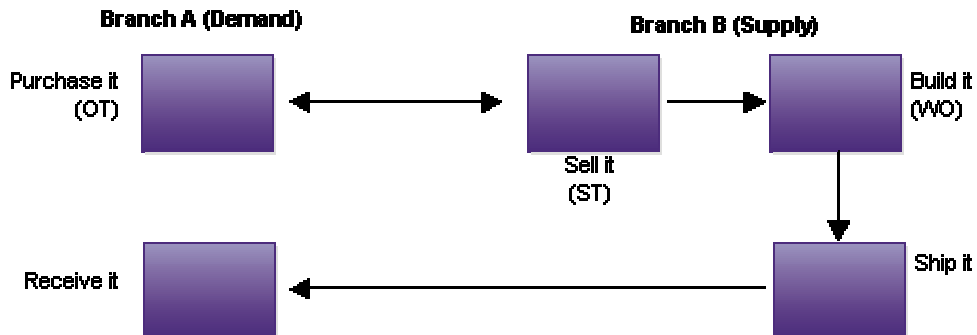 Branch A (Demand)
Branch B (Supply)
Purchase it
(OT)
Build it
(WO)
Sell it
(ST)
Receive it
Ship it